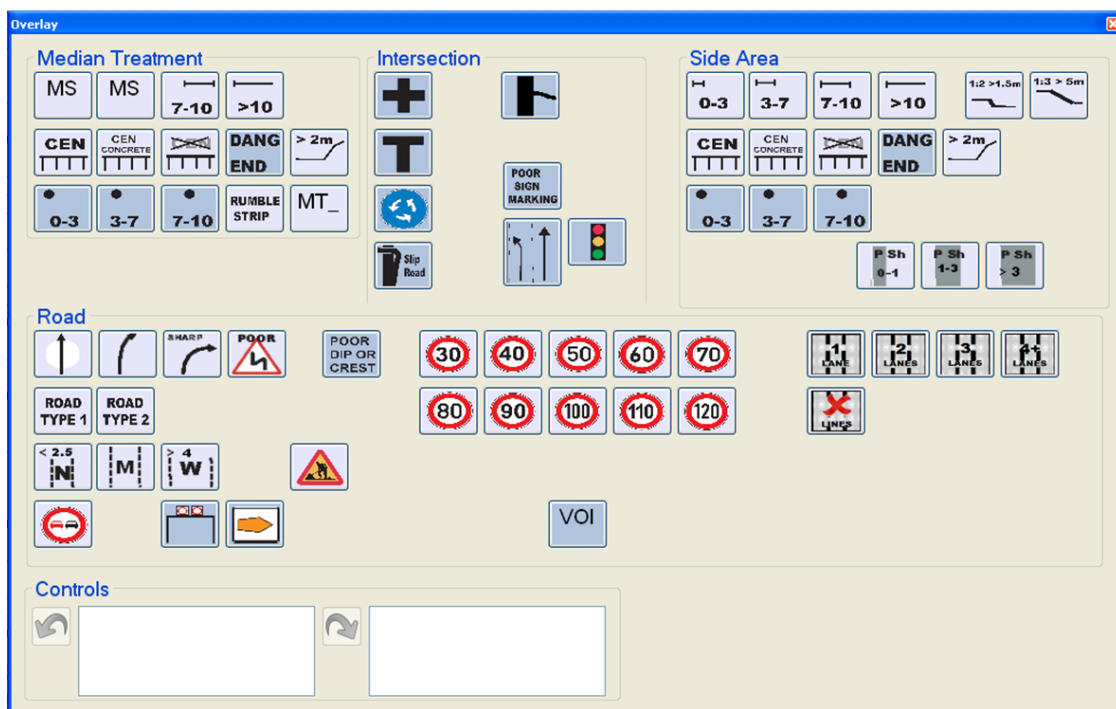 Overlay
Median Treatment
MS
MS
7-10
>10
CEN
CEN
CONCRETE
DANG
END
> 2m
0-3
3-7
7-10
RUMBLE
STRIP
MT_
Intersection
POOR
SIGN
MARKING
Slip
Road
Side Area
0-3
3-7
7-10
>10
1:2 >1.5m
1:3 > 5m
CEN
CEN
CONCRETE
DANG
END
> 2m
0-3
3-7
7-10
P Sh
0-1
P Sh
1-3
P Sh
> 3
Road
SHARP
POOR
POOR
DIP OR
CREST
30
40
50
60
70
1
LANE
2
LANES
3
LANES
4+
LANES
ROAD
TYPE 1
ROAD
TYPE 2
80
90
100
110
120
LINES
< 2.5
N
M
> 4
W
VOI
Controls